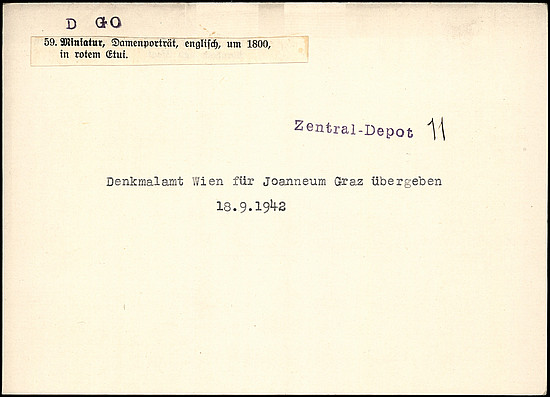 D GO
59. Miniatur, Damenporträt, englisch, um 1800,
in rotem Etui.
Zentral-Depot 11
Denkmalamt Wien für Joanneum Graz übergeben
18.9.1942